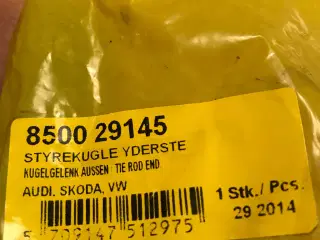 8500 29145
STYREKUGLE YDERSTE
KUGELGELENK AUSSEN TIE ROD END.
AUDI, SKODA, VW
1 Stk./ Pcs.
29 2014
5 709147 512975